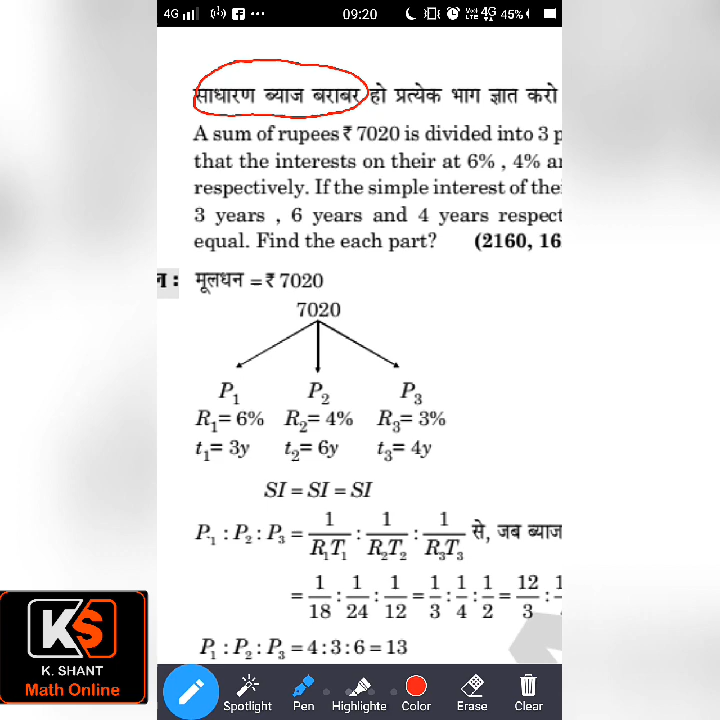 4G 09:20 4G 45%
साधारण ब्याज बराबर हो प्रत्येक भाग ज्ञात करो
A sum of rupees ₹ 7020 is divided into 3 p
that the interests on their at 6% , 4% a
respectively. If the simple interest of the
3 years , 6 years and 4 years respect
equal. Find the each part? (2160, 16
न : मूलधन = ₹ 7020
7020
P1 P2 P3
R1= 6% R2= 4% R3= 3%
t1= 3y t2= 6y t3= 4y
SI = SI = SI
P1 : P2 : P3 = 1/R1T1 : 1/R2T2 : 1/R3T3 से, जब ब्याज
= 1/18 : 1/24 : 1/12 = 1/3 : 1/4 : 1/2 = 12/3 :
P1 : P2 : P3 = 4 : 3 : 6 = 13
KS
K. SHANT
Math Online
Spotlight Pen Highlighte Color Erase Clear